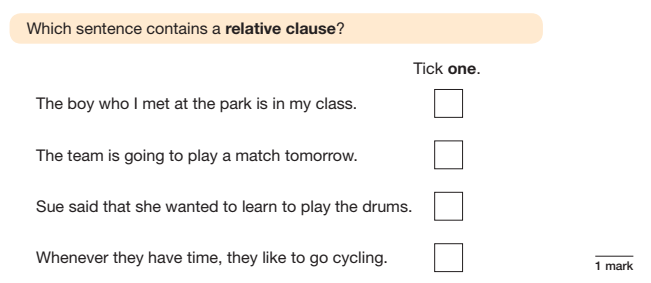 Which sentence contains a relative clause?
Tick one.
The boy who I met at the park is in my class.
The team is going to play a match tomorrow.
Sue said that she wanted to learn to play the drums.
Whenever they have time, they like to go cycling.
1 mark